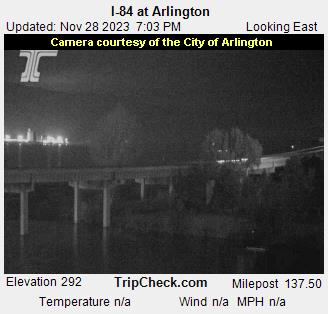 I-84 at Arlington
Updated: Nov 28 2023 7:03 PM Looking East
Camera courtesy of the City of Arlington
Elevation 292 TripCheck.com Milepost 137.50
Temperature n/a Wind n/a MPH n/a